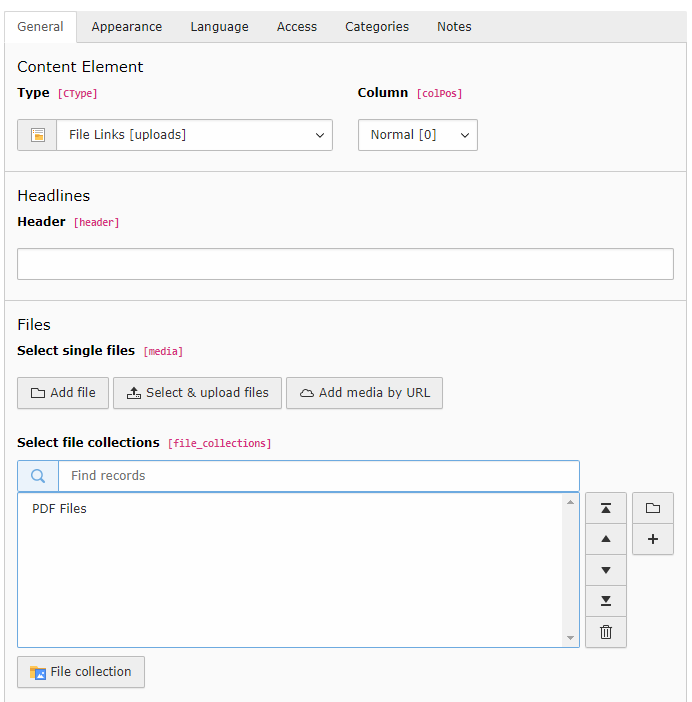 General Appearance Language Access Categories Notes
Content Element
Type [CType] Column [colPos]
File Links [uploads] Normal [0]
Headlines
Header [header]
Files
Select single files [media]
Add file Select & upload files Add media by URL
Select file collections [file_collections]
Find records
PDF Files
File collection